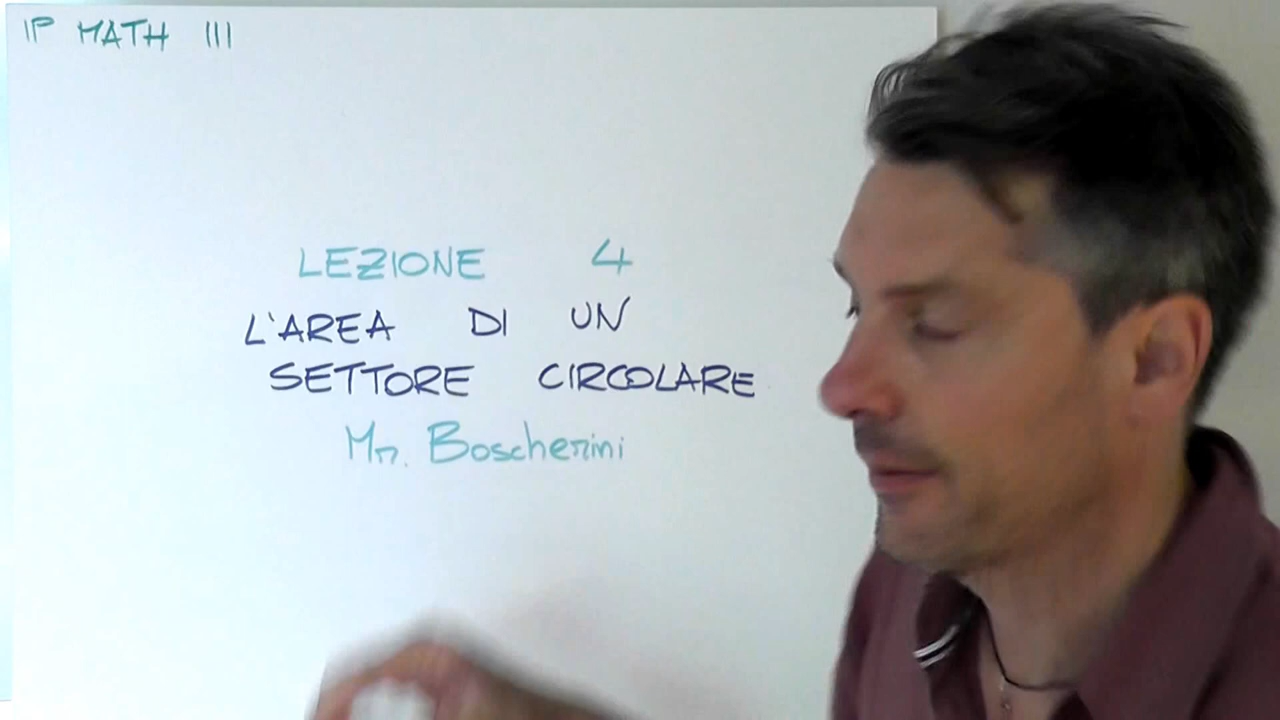 IP MATH III
LEZIONE 4
L'AREA DI UN
SETTORE CIRCOLARE
Mr. Boscherini